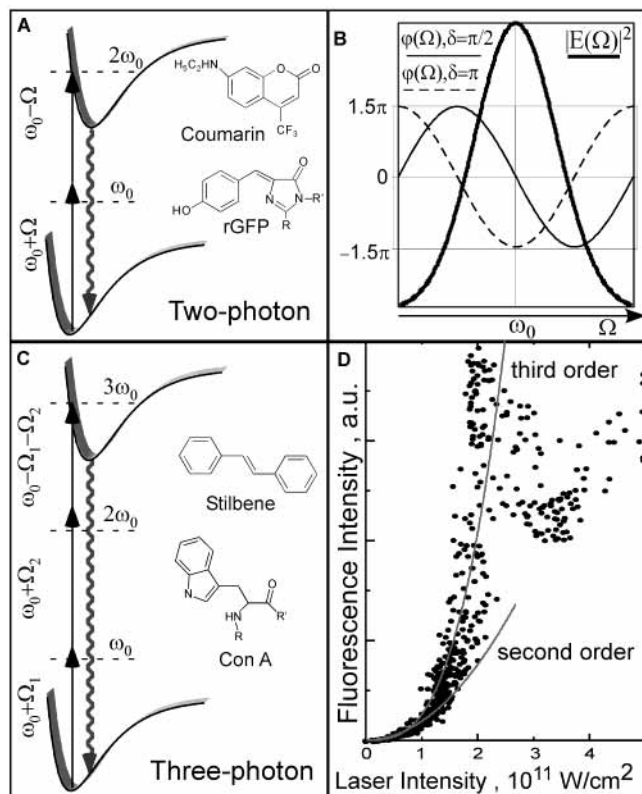 A
2ω₀
ω₀−Ω
H₅C₂HN
O
O
CF₃
Coumarin
ω₀
ω₀+Ω
HO
N
N
O
R'
R
rGFP
Two-photon
B
φ(Ω),δ=π/2
φ(Ω),δ=π
|E(Ω)|²
1.5π
0
−1.5π
ω₀
Ω
C
3ω₀
ω₀−Ω₁−Ω₂
Stilbene
2ω₀
ω₀+Ω₂
N
O
R'
HN
R
Con A
ω₀
ω₀+Ω₁
Three-photon
D
third order
second order
Fluorescence Intensity , a.u.
0
1
2
3
4
Laser Intensity , 10¹¹ W/cm²